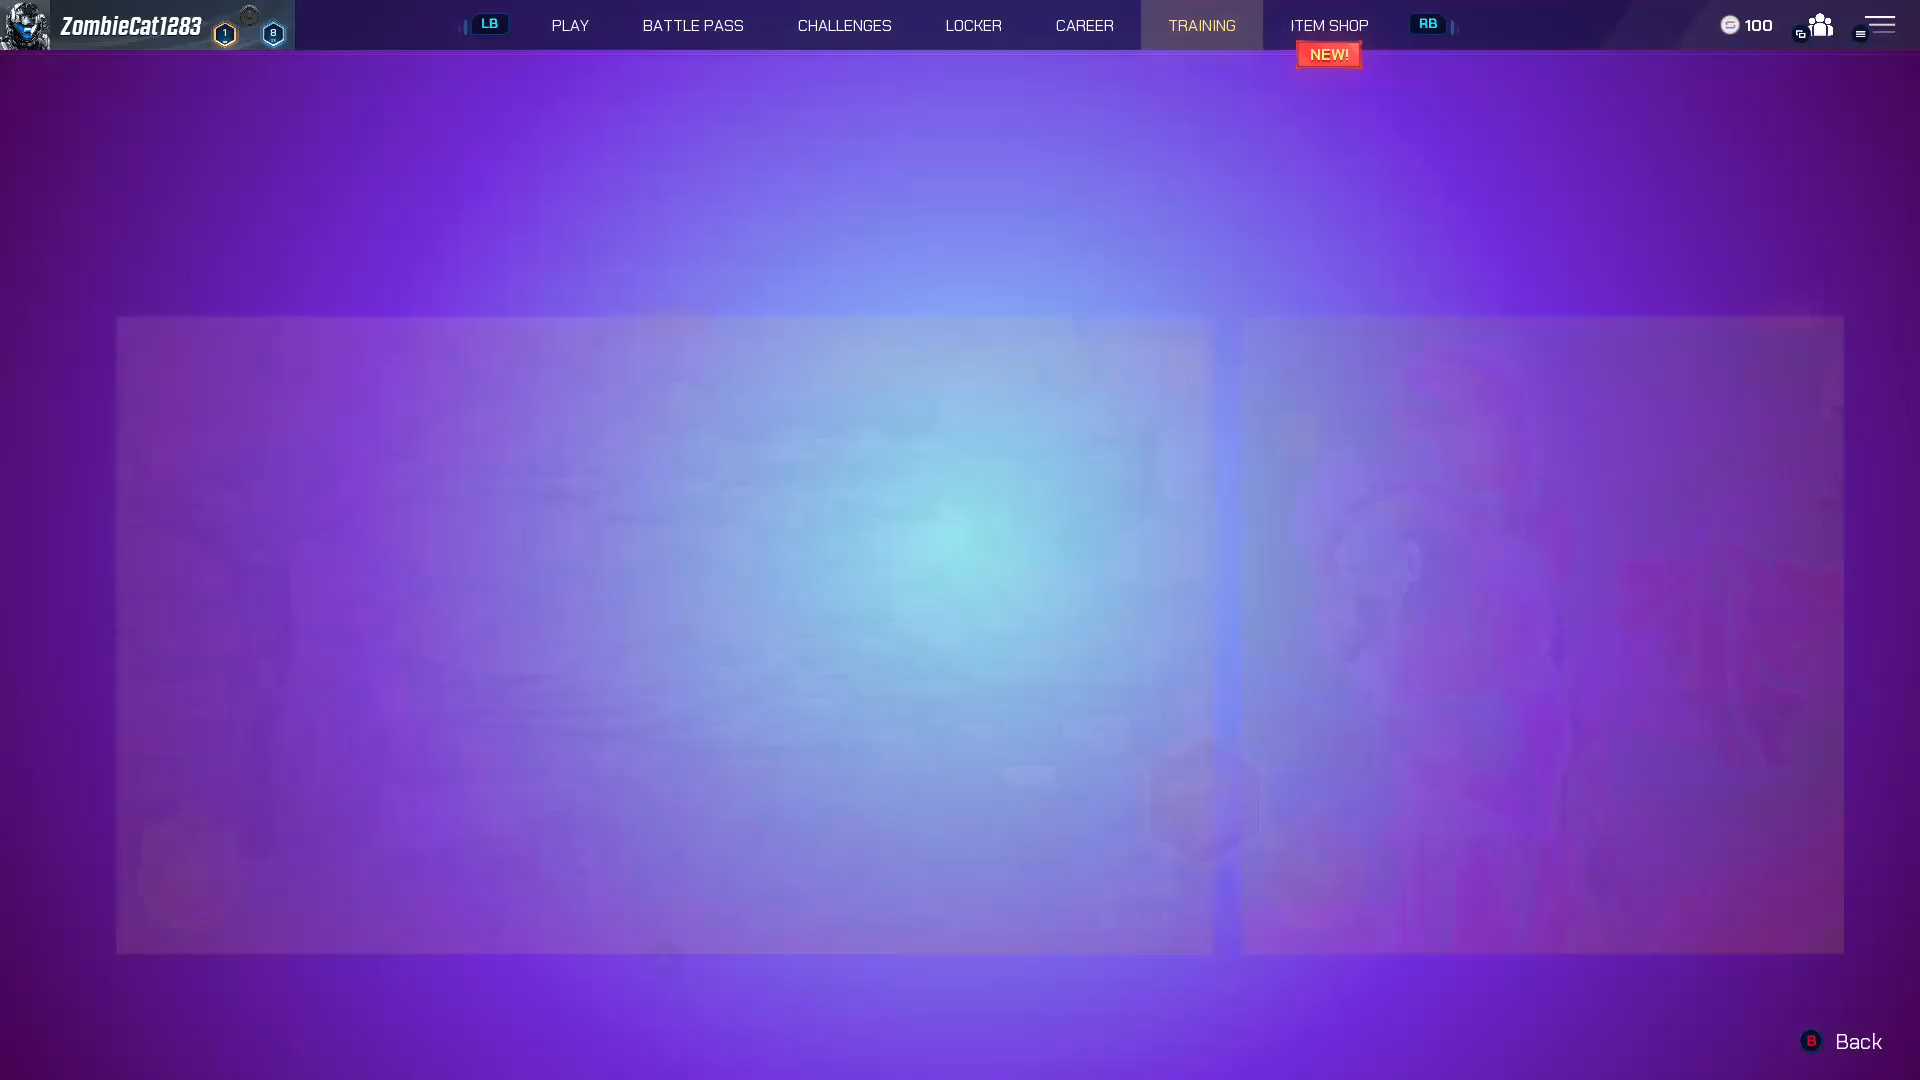 ZombieCat1283
1
8
LB
PLAY
BATTLE PASS
CHALLENGES
LOCKER
CAREER
TRAINING
ITEM SHOP
RB
100
NEW!
B Back